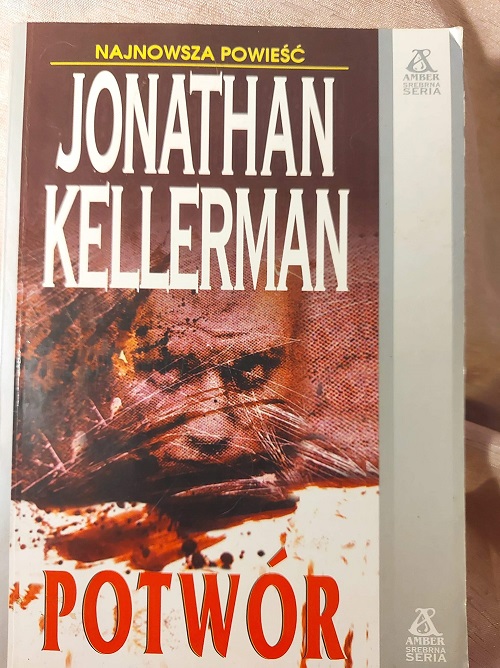 NAJNOWSZA POWIEŚĆ
JONATHAN
KELLERMAN
AMBER
SREBRNA
SERIA
POTWÓR
AMBER
SREBRNA
SERIA